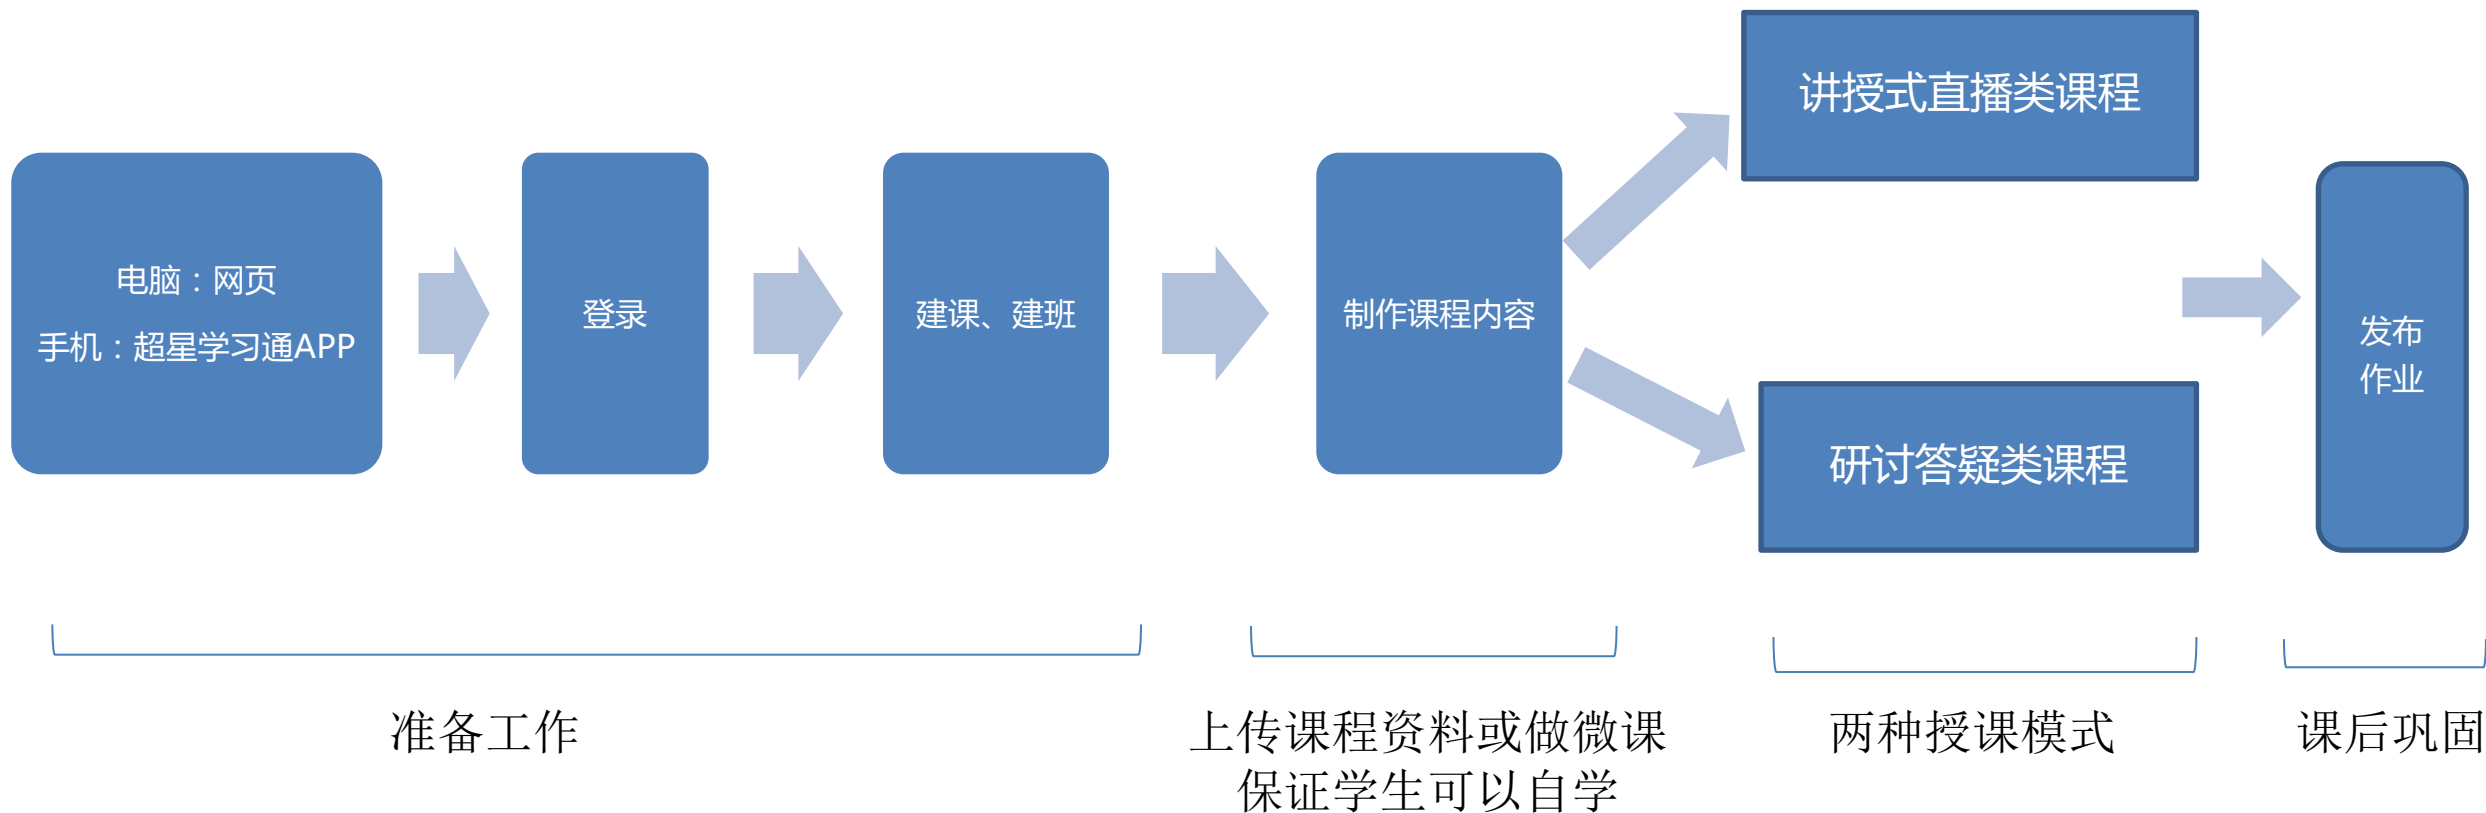 电脑：网页
手机：超星学习通APP
登录
建课、建班
制作课程内容
讲授式直播类课程
研讨答疑类课程
发布
作业
准备工作
上传课程资料或做微课
保证学生可以自学
两种授课模式
课后巩固